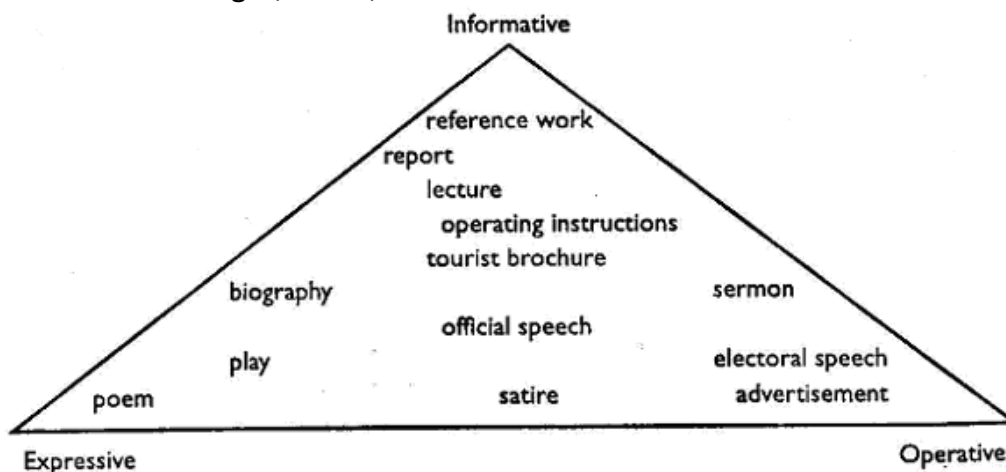 Informative
reference work
report
lecture
operating instructions
tourist brochure
biography
sermon
official speech
play
electoral speech
poem
satire
advertisement
Expressive
Operative